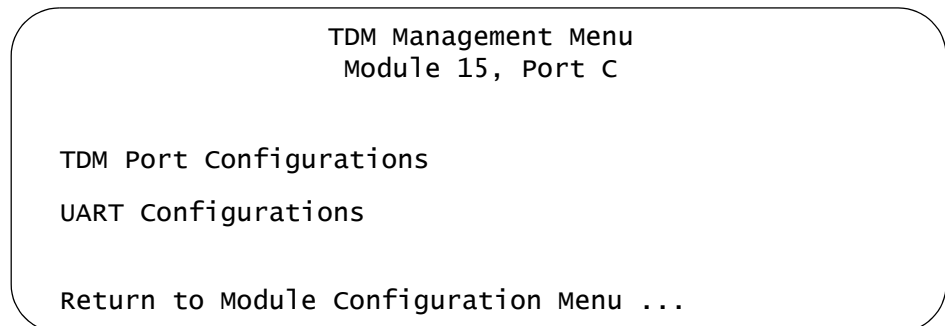 TDM Management Menu
Module 15, Port C
TDM Port Configurations
UART Configurations
Return to Module Configuration Menu ...